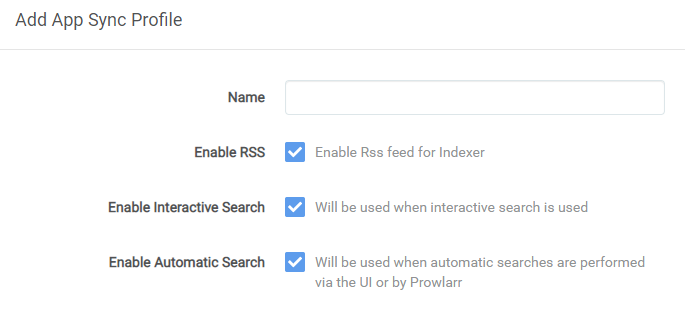 Add App Sync Profile
Name
Enable RSS Enable Rss feed for Indexer
Enable Interactive Search Will be used when interactive search is used
Enable Automatic Search Will be used when automatic searches are performed
via the UI or by Prowlarr